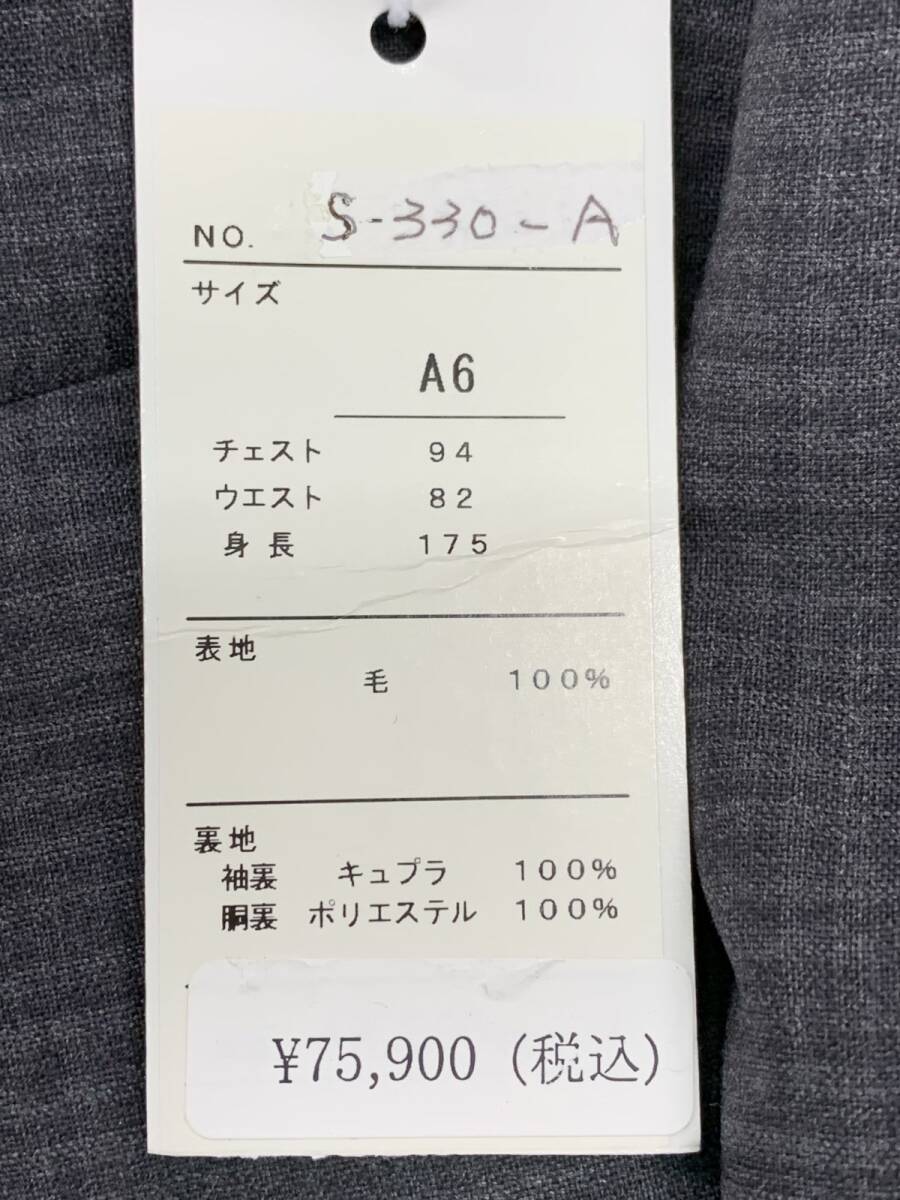 NO. S-330-A
サイズ
A6
チェスト 94
ウエスト 82
身長 175
表地
毛 100%
裏地
袖裏 キュプラ 100%
胴裏 ポリエステル 100%
¥75,900 (税込)